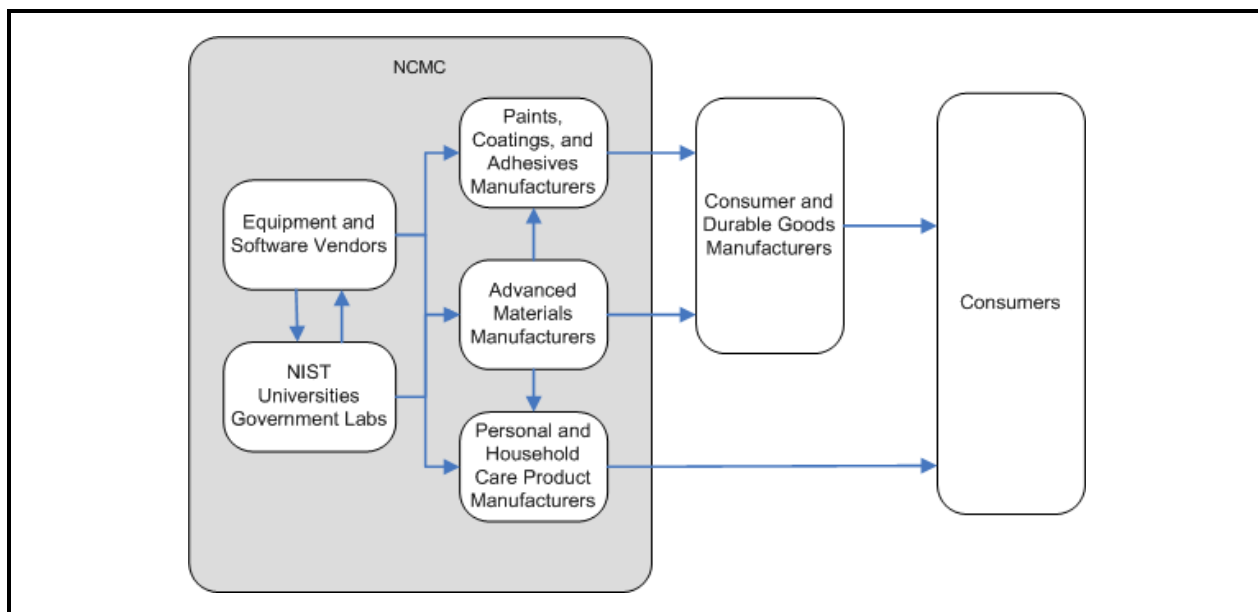 NCMC
Equipment and
Software Vendors
NIST
Universities
Government Labs
Paints,
Coatings, and
Adhesives
Manufacturers
Advanced
Materials
Manufacturers
Personal and
Household
Care Product
Manufacturers
Consumer and
Durable Goods
Manufacturers
Consumers